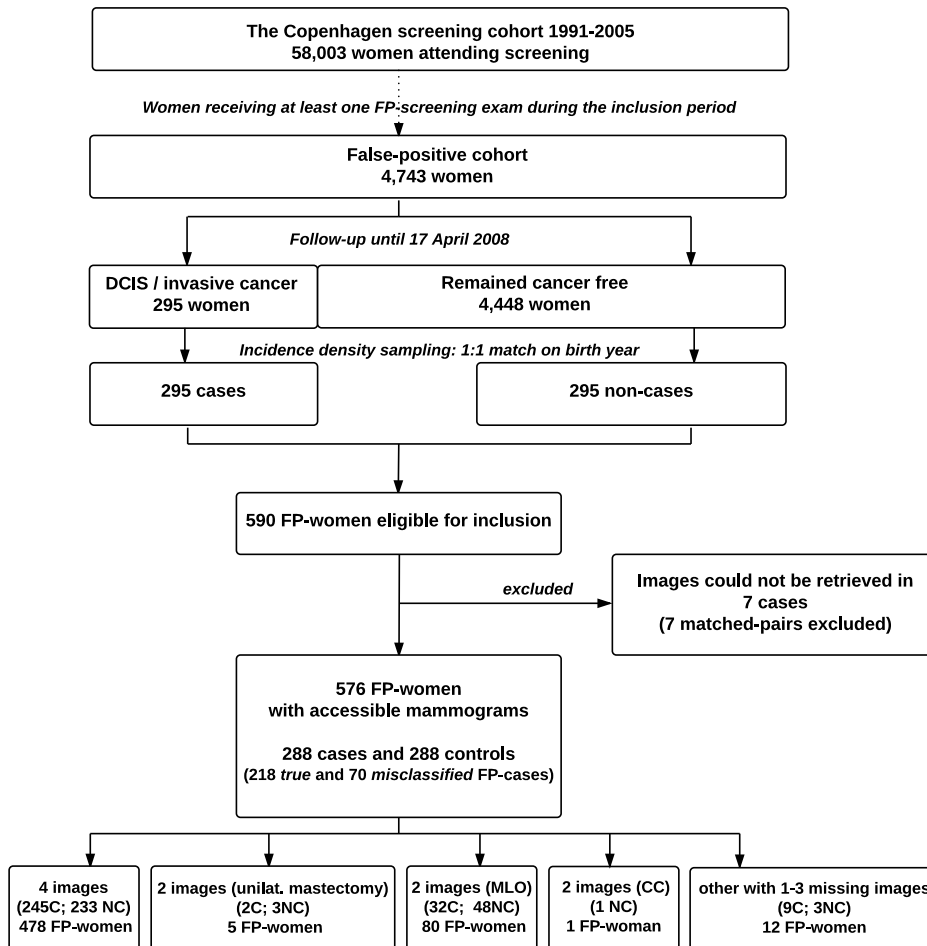 The Copenhagen screening cohort 1991-2005
58,003 women attending screening
Women receiving at least one FP-screening exam during the inclusion period
False-positive cohort
4,743 women
Follow-up until 17 April 2008
DCIS / invasive cancer
295 women
Remained cancer free
4,448 women
Incidence density sampling: 1:1 match on birth year
295 cases
295 non-cases
590 FP-women eligible for inclusion
excluded
Images could not be retrieved in
7 cases
(7 matched-pairs excluded)
576 FP-women
with accessible mammograms
288 cases and 288 controls
(218 true and 70 misclassified FP-cases)
4 images
(245C; 233 NC)
478 FP-women
2 images (unilat. mastectomy)
(2C; 3NC)
5 FP-women
2 images (MLO)
(32C; 48NC)
80 FP-women
2 images (CC)
(1 NC)
1 FP-woman
other with 1-3 missing images
(9C; 3NC)
12 FP-women